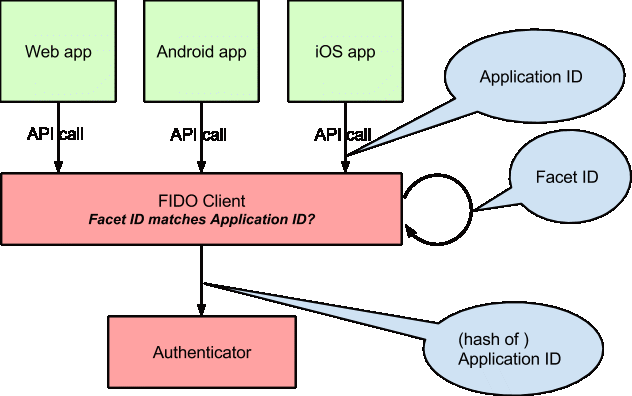 Web app
Android app
iOS app
Application ID
API call
API call
API call
Facet ID
FIDO Client
Facet ID matches Application ID?
(hash of )
Application ID
Authenticator